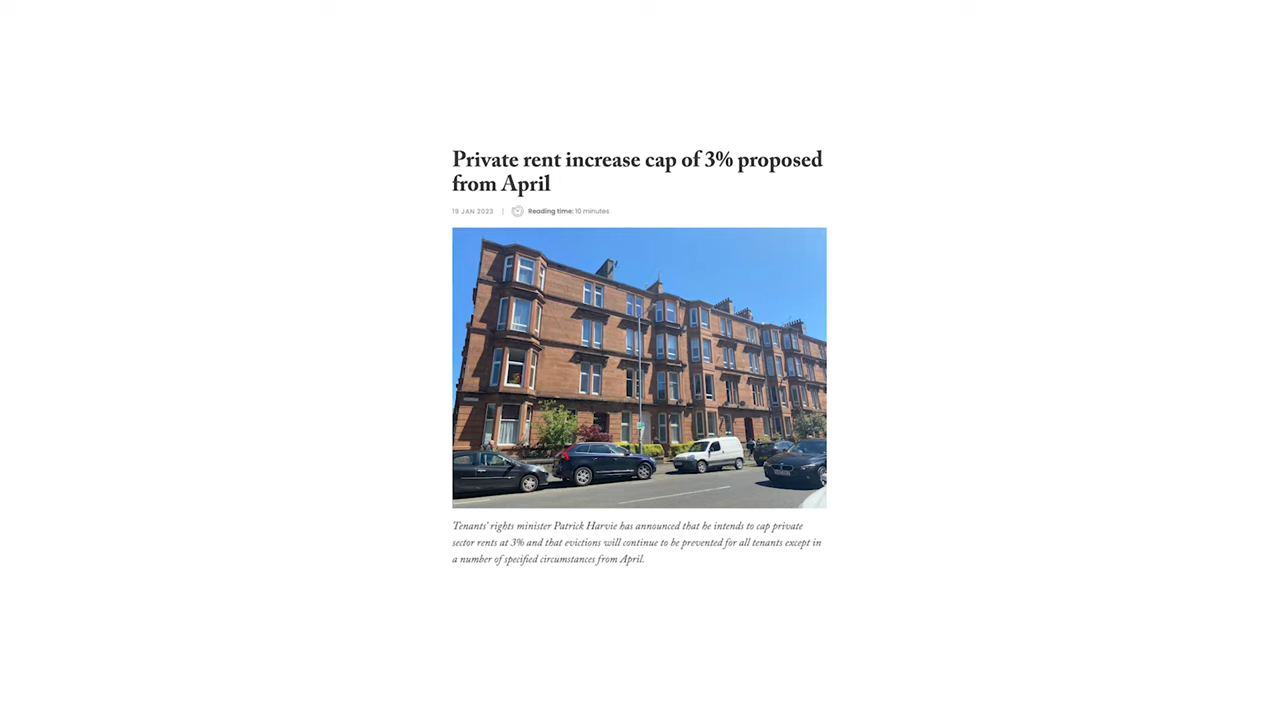 Private rent increase cap of 3% proposed
from April
19 JAN 2023 | Reading time: 10 minutes
Tenants' rights minister Patrick Harvie has announced that he intends to cap private
sector rents at 3% and that evictions will continue to be prevented for all tenants except in
a number of specified circumstances from April.